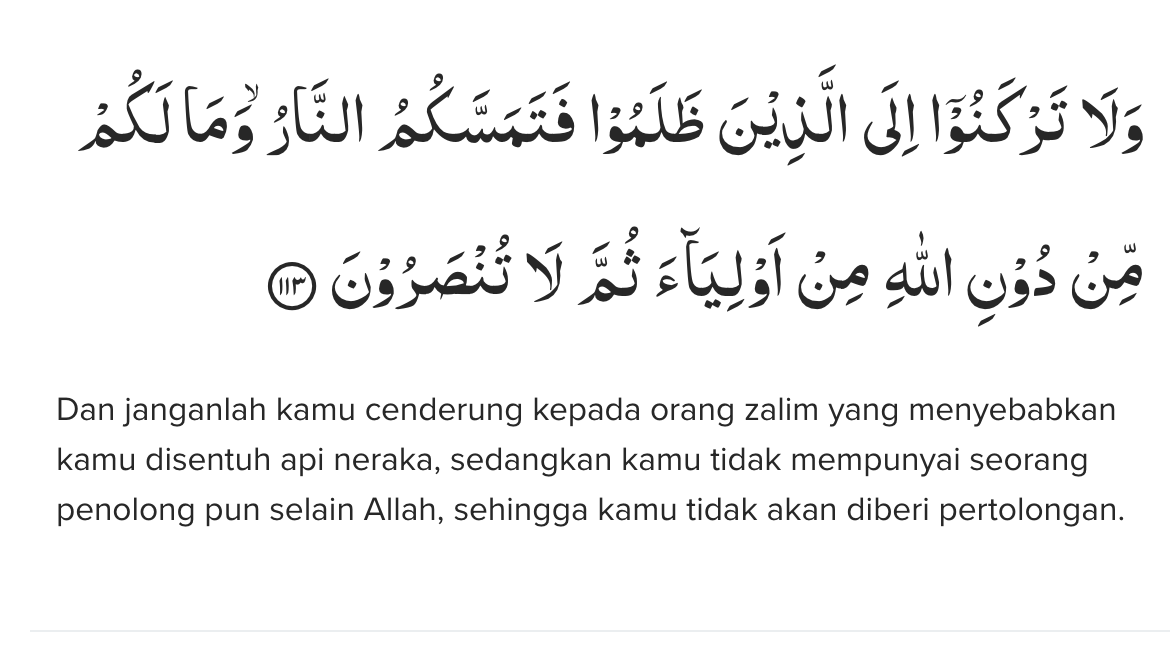 وَلَا تَرْكَنُوْٓا اِلَى الَّذِيْنَ ظَلَمُوْا فَتَمَسَّكُمُ النَّارُ ۙوَمَا لَكُمْ
مِّنْ دُوْنِ اللّٰهِ مِنْ اَوْلِيَاۤءَ ثُمَّ لَا تُنْصَرُوْنَ ١١٣
Dan janganlah kamu cenderung kepada orang zalim yang menyebabkan
kamu disentuh api neraka, sedangkan kamu tidak mempunyai seorang
penolong pun selain Allah, sehingga kamu tidak akan diberi pertolongan.